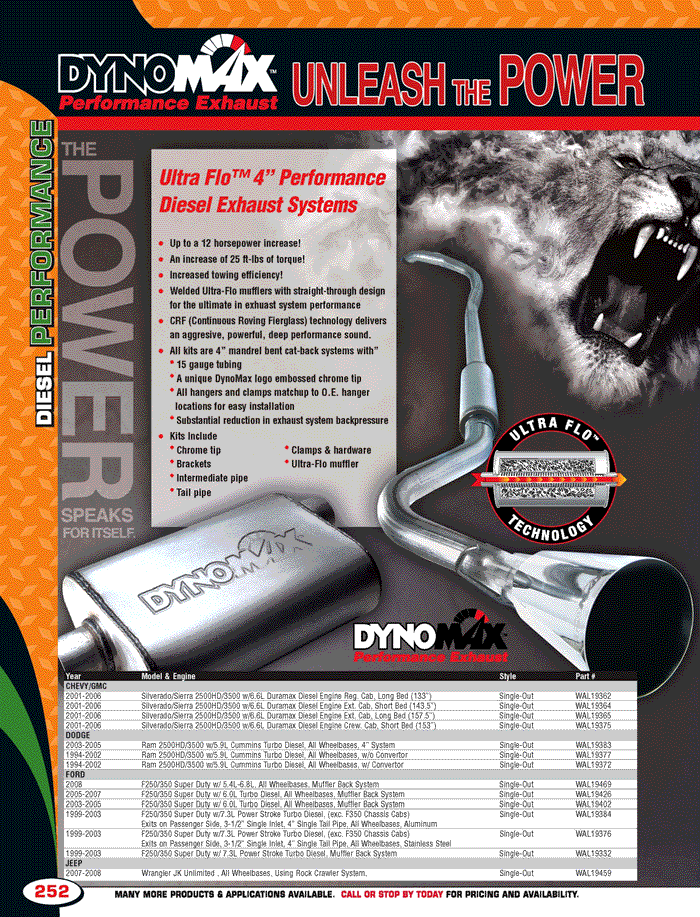 DYNOMAX™
Performance Exhaust
UNLEASH THE POWER
DIESEL PERFORMANCE
THE
POWER
SPEAKS
FOR ITSELF.
Ultra Flo™ 4" Performance
Diesel Exhaust Systems
• Up to a 12 horsepower increase!
• An increase of 25 ft-lbs of torque!
• Increased towing efficiency!
• Welded Ultra-Flo mufflers with straight-through design
for the ultimate in exhaust system performance
• CRF (Continuous Roving Fierglass) technology delivers
an aggresive, powerful, deep performance sound.
• All kits are 4" mandrel bent cat-back systems with"
* 15 gauge tubing
* A unique DynoMax logo embossed chrome tip
* All hangers and clamps matchup to O.E. hanger
locations for easy installation
* Substantial reduction in exhaust system backpressure
• Kits Include
* Chrome tip
* Brackets
* Intermediate pipe
* Tail pipe
* Clamps & hardware
* Ultra-Flo muffler
ULTRA FLO™
TECHNOLOGY
DYNOMAX
DYNOMAX
Performance Exhaust
Year Model & Engine Style Part #
CHEVY/GMC
2001-2006 Silverado/Sierra 2500HD/3500 w/6.6L Duramax Diesel Engine Reg. Cab, Long Bed (133") Single-Out WAL19362
2001-2006 Silverado/Sierra 2500HD/3500 w/6.6L Duramax Diesel Engine Ext. Cab, Short Bed (143.5") Single-Out WAL19364
2001-2006 Silverado/Sierra 2500HD/3500 w/6.6L Duramax Diesel Engine Ext. Cab, Long Bed (157.5") Single-Out WAL19365
2001-2006 Silverado/Sierra 2500HD/3500 w/6.6L Duramax Diesel Engine Crew. Cab, Short Bed (153") Single-Out WAL19375
DODGE
2003-2005 Ram 2500HD/3500 w/5.9L Cummins Turbo Diesel, All Wheelbases, 4" System Single-Out WAL19383
1994-2002 Ram 2500HD/3500 w/5.9L Cummins Turbo Diesel, All Wheelbases, w/o Convertor Single-Out WAL19377
1994-2002 Ram 2500HD/3500 w/5.9L Cummins Turbo Diesel, All Wheelbases, w/ Convertor Single-Out WAL19372
FORD
2008 F250/350 Super Duty w/ 5.4L-6.8L, All Wheelbases, Muffler Back System Single-Out WAL19469
2005-2007 F250/350 Super Duty w/ 6.0L Turbo Diesel, All Wheelbases, Muffler Back System Single-Out WAL19426
2003-2005 F250/350 Super Duty w/ 6.0L Turbo Diesel, All Wheelbases, Muffler Back System Single-Out WAL19402
1999-2003 F250/350 Super Duty w/7.3L Power Stroke Turbo Diesel, (exc. F350 Chassis Cabs) Single-Out WAL19384
Exits on Passenger Side, 3-1/2" Single Inlet, 4" Single Tail Pipe, All Wheelbases, Aluminum
1999-2003 F250/350 Super Duty w/7.3L Power Stroke Turbo Diesel, (exc. F350 Chassis Cabs) Single-Out WAL19376
Exits on Passenger Side, 3-1/2" Single Inlet, 4" Single Tail Pipe, All Wheelbases, Stainless Steel
1999-2003 F250/350 Super Duty w/ 7.3L Power Stroke Turbo Diesel, Muffler Back System Single-Out WAL19332
JEEP
2007-2008 Wrangler JK Unlimited , All Wheelbases, Using Rock Crawler System, Single-Out WAL19459
252
MANY MORE PRODUCTS & APPLICATIONS AVAILABLE. CALL OR STOP BY TODAY FOR PRICING AND AVAILABILITY.